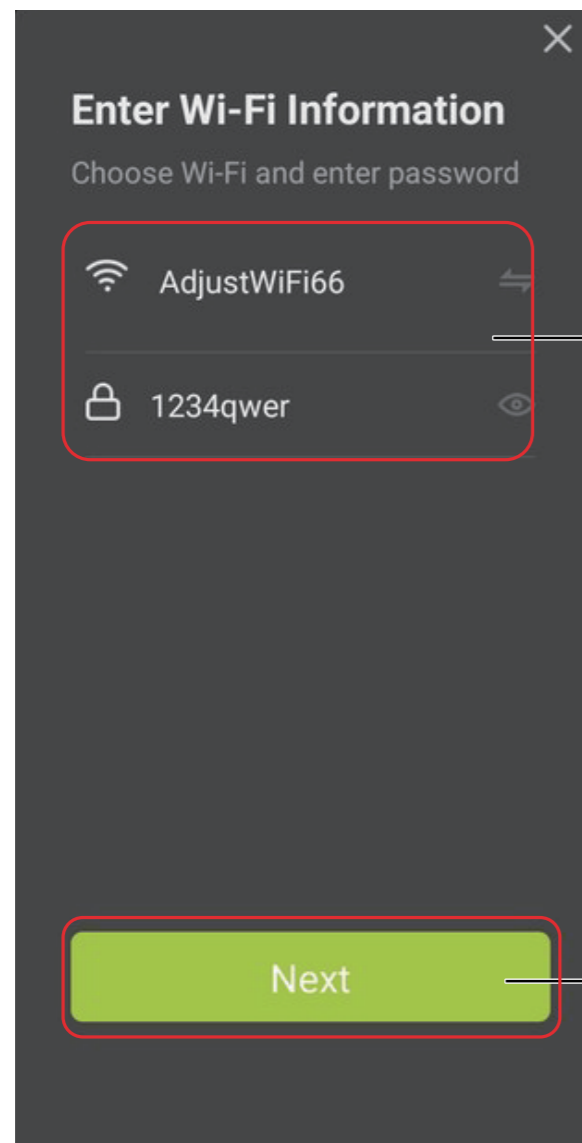 Enter Wi-Fi Information
Choose Wi-Fi and enter password
AdjustWiFi66
1234qwer
Next